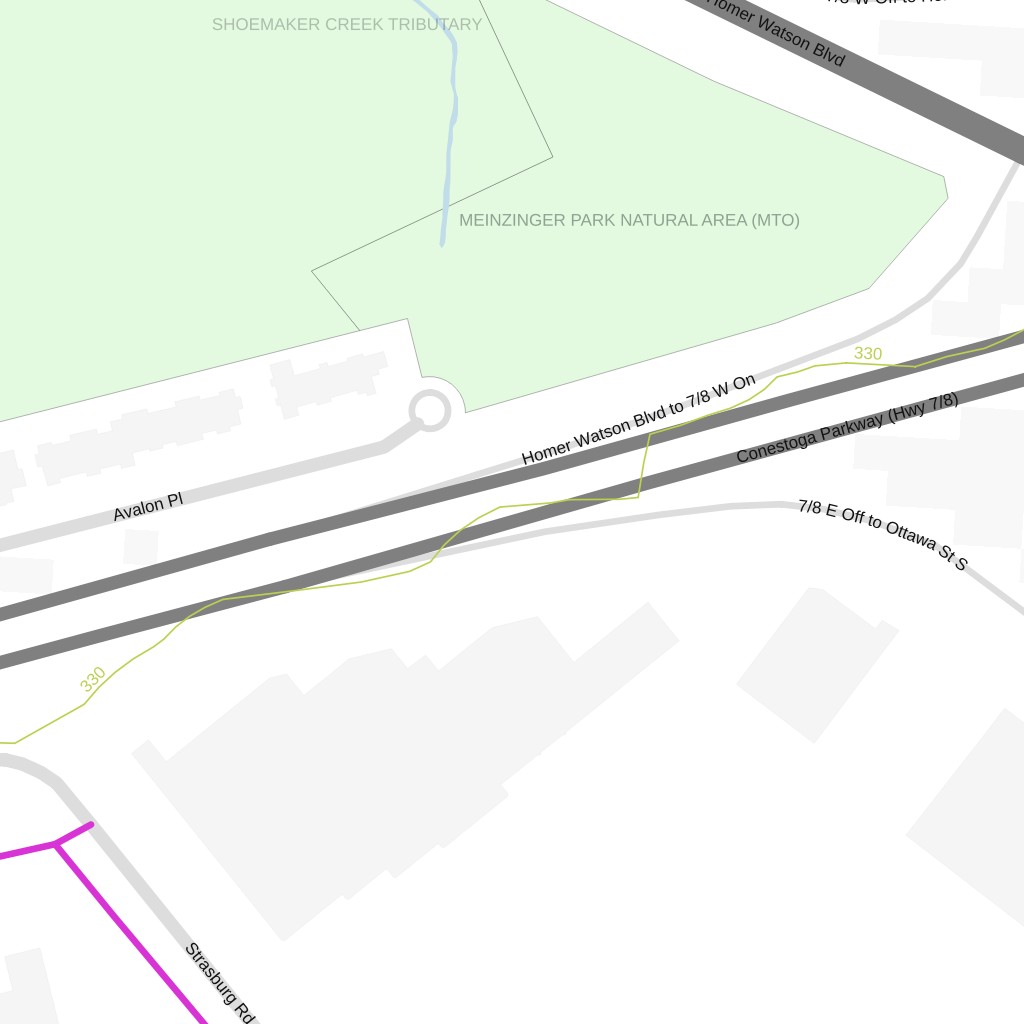 SHOEMAKER CREEK TRIBUTARY
Homer Watson Blvd
MEINZINGER PARK NATURAL AREA (MTO)
330
Homer Watson Blvd to 7/8 W On
Conestoga Parkway (Hwy 7/8)
Avalon Pl
7/8 E Off to Ottawa St S
330
Strasburg Rd